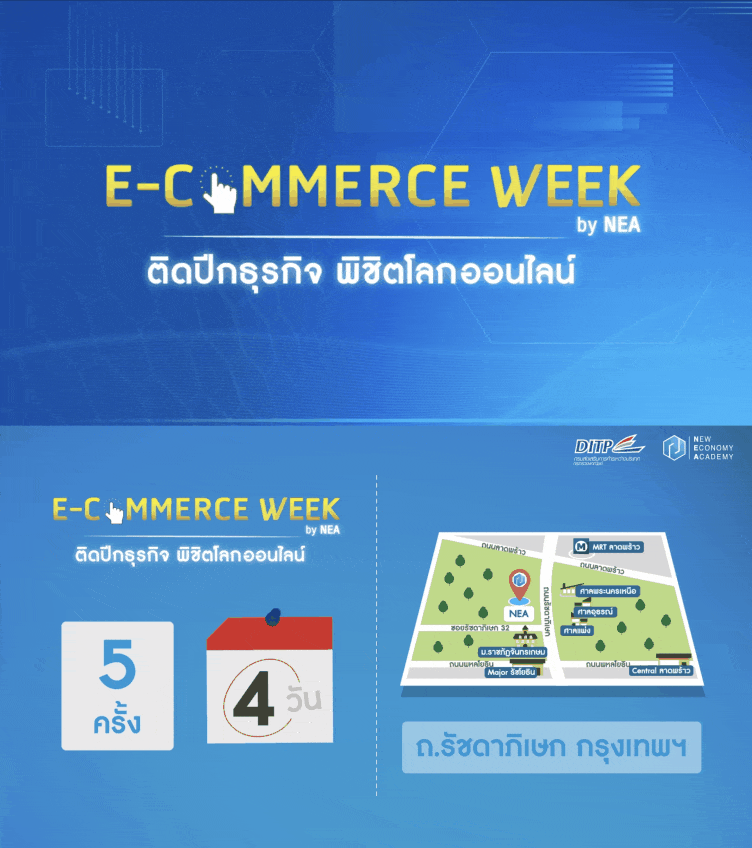 E-COMMERCE WEEK
by NEA
ติดปีกธุรกิจ พิชิตโลกออนไลน์
DITP
NEW
ECONOMY
ACADEMY
E-COMMERCE WEEK
by NEA
ติดปีกธุรกิจ พิชิตโลกออนไลน์
5
ครั้ง
4 วัน
ถนนลาดพร้าว
MRT ลาดพร้าว
ถนนลาดพร้าว
NEA
ถนนรัชดาภิเษก
ศาลพระนครเหนือ
ศาลอุธรณ์
ศาลแพ่ง
ซอยรัชดาภิเษก 32
ม.ราชภัฏจันทรเกษม
ถนนพหลโยธิน
Major รัชโยธิน
ถนนพหลโยธิน
Central ลาดพร้าว
ถ.รัชดาภิเษก กรุงเทพฯ